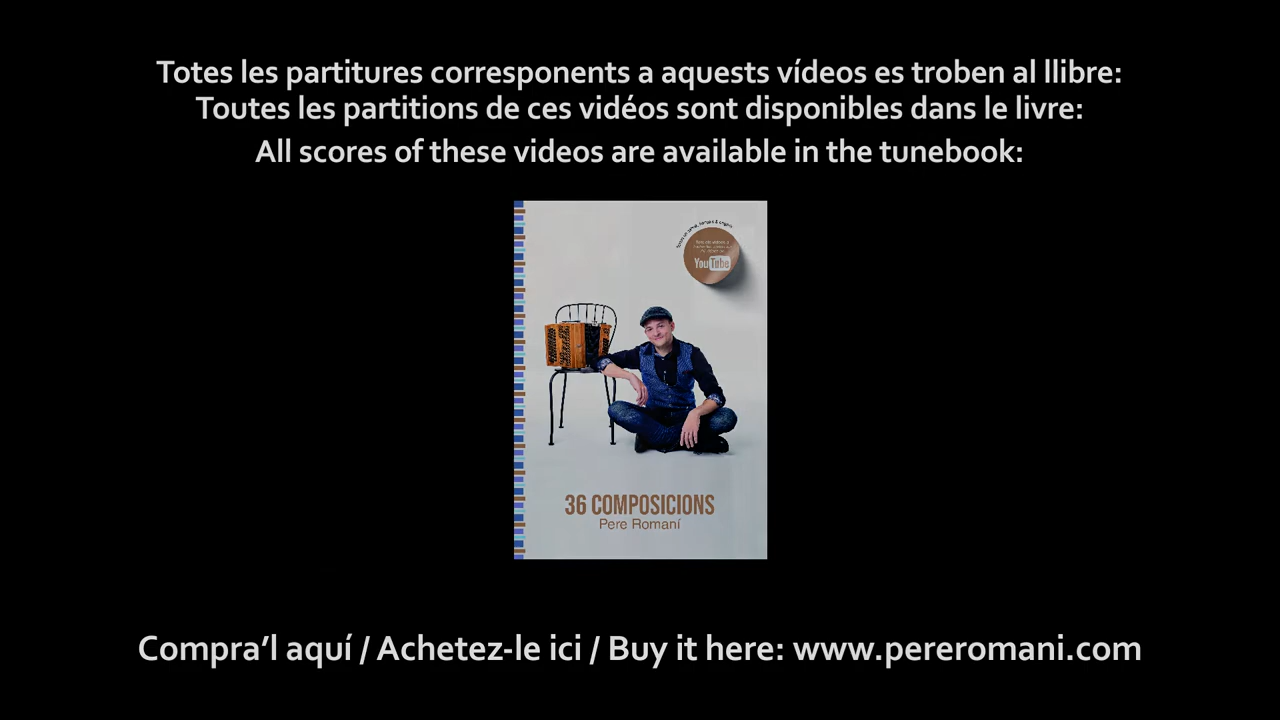 Totes les partitures corresponents a aquests vídeos es troben al llibre:
Toutes les partitions de ces vidéos sont disponibles dans le livre:
All scores of these videos are available in the tunebook:
YouTube
36 COMPOSICIONS
Pere Romaní
Compra’l aquí / Achetez-le ici / Buy it here: www.pereromani.com